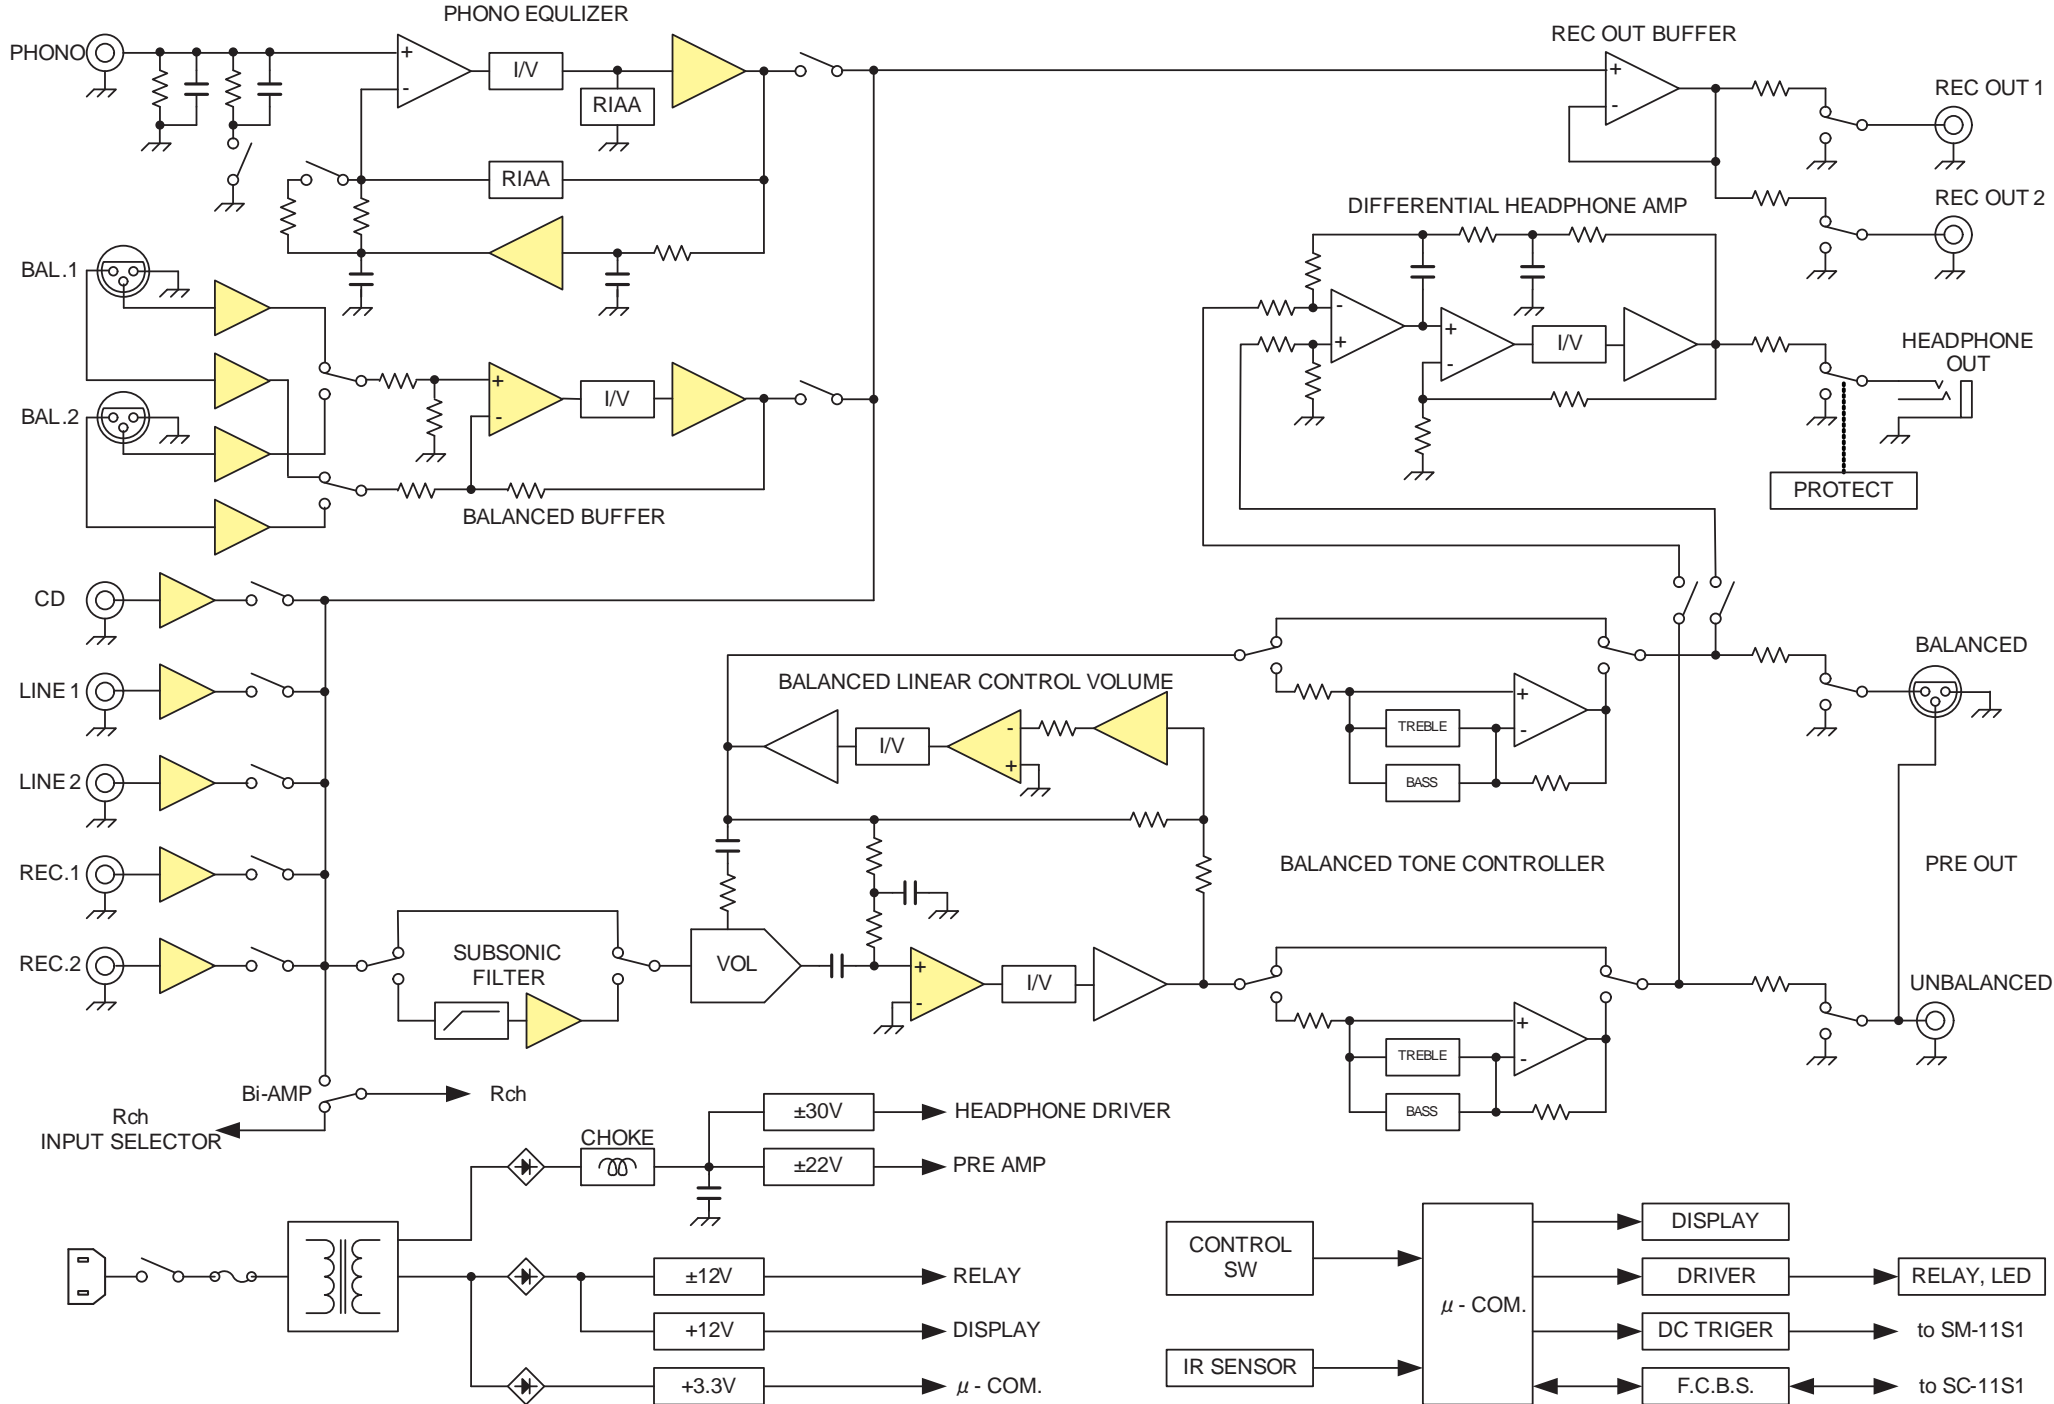 PHONO EQULIZER
PHONO
+
-
I/V
RIAA
RIAA
REC OUT BUFFER
+
-
REC OUT 1
REC OUT 2
BAL.1
BAL.2
+
-
I/V
BALANCED BUFFER
DIFFERENTIAL HEADPHONE AMP
-
+
+
-
I/V
HEADPHONE
OUT
PROTECT
CD
LINE 1
LINE 2
REC.1
REC.2
BALANCED LINEAR CONTROL VOLUME
I/V
-
+
SUBSONIC
FILTER
VOL
+
-
I/V
+
-
TREBLE
BASS
BALANCED TONE CONTROLLER
+
-
TREBLE
BASS
BALANCED
PRE OUT
UNBALANCED
Bi-AMP
Rch
Rch
INPUT SELECTOR
CHOKE
±30V
HEADPHONE DRIVER
±22V
PRE AMP
±12V
RELAY
+12V
DISPLAY
+3.3V
μ - COM.
CONTROL
SW
IR SENSOR
μ - COM.
DISPLAY
DRIVER
RELAY, LED
DC TRIGER
to SM-11S1
F.C.B.S.
to SC-11S1